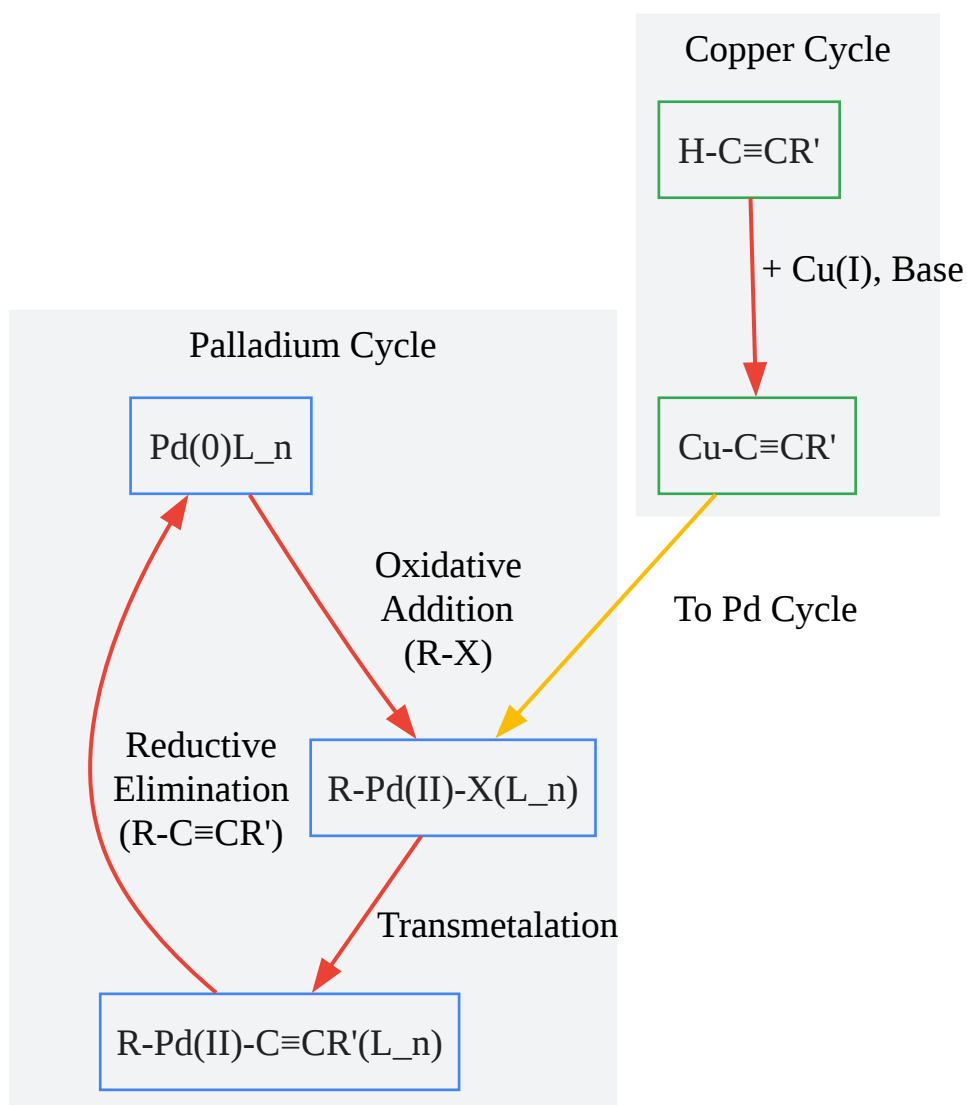 Copper Cycle
H-C≡CR'
+ Cu(I), Base
Palladium Cycle
Pd(0)L_n
Cu-C≡CR'
Oxidative
Addition
(R-X)
To Pd Cycle
Reductive
Elimination
(R-C≡CR')
R-Pd(II)-X(L_n)
Transmetalation
R-Pd(II)-C≡CR'(L_n)